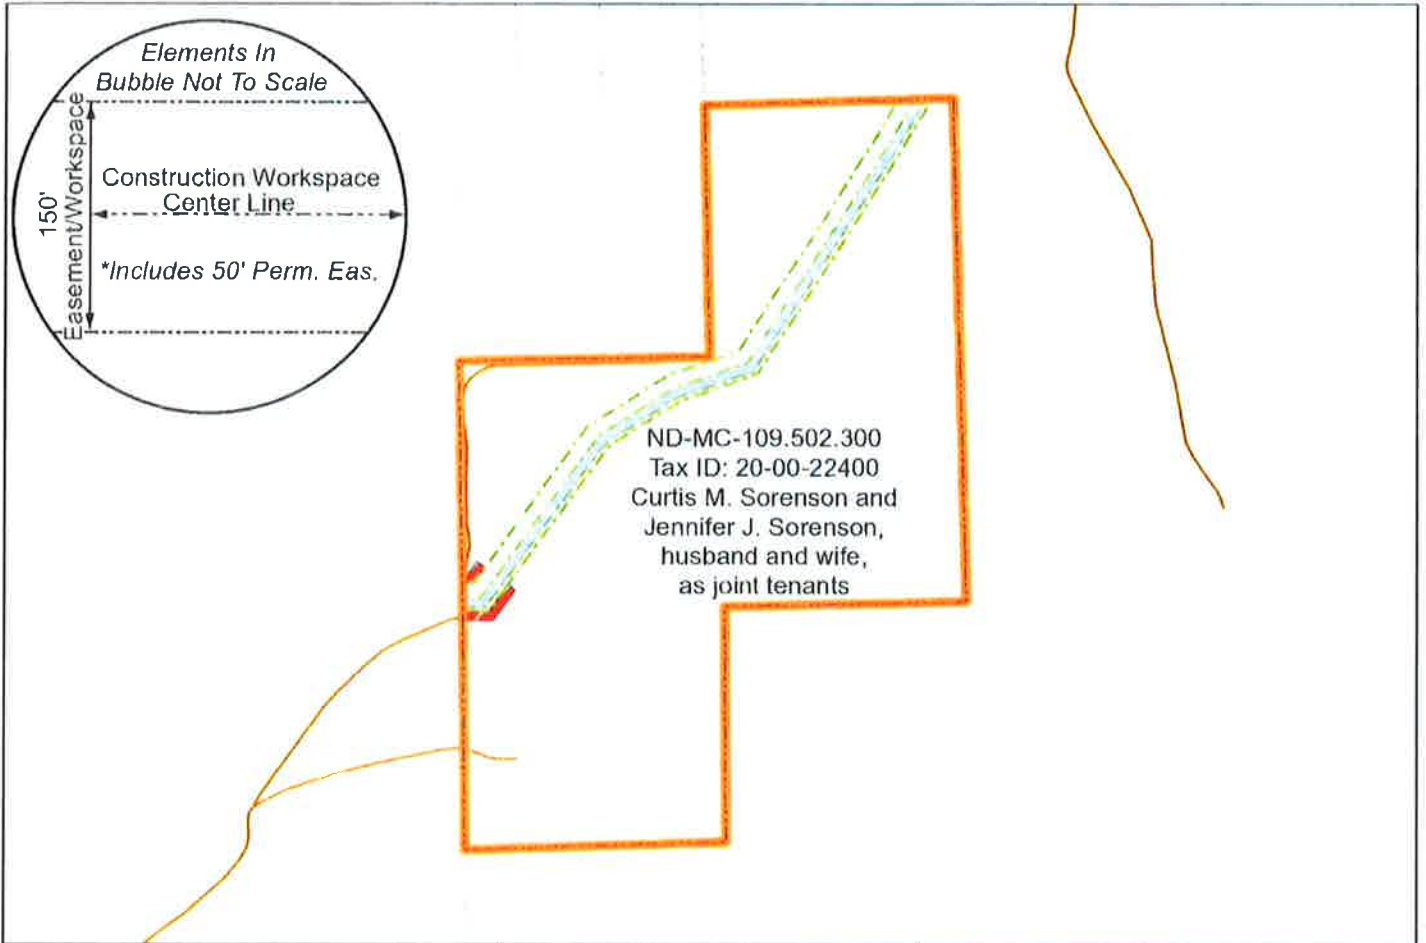 Elements In
Bubble Not To Scale
150'
Easement/Workspace
Construction Workspace
Center Line
*Includes 50' Perm. Eas.
ND-MC-109.502.300
Tax ID: 20-00-22400
Curtis M. Sorenson and
Jennifer J. Sorenson,
husband and wife,
as joint tenants